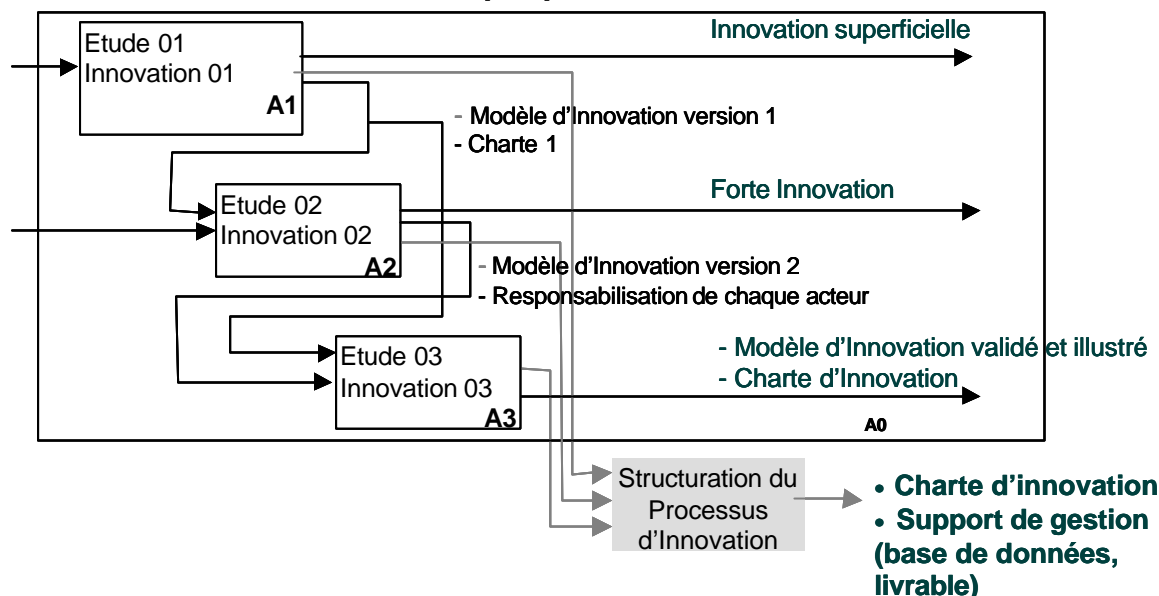 Etude 01
Innovation 01
A1
Innovation superficielle
- Modèle d'Innovation version 1
- Charte 1
Etude 02
Innovation 02
A2
Forte Innovation
- Modèle d'Innovation version 2
- Responsabilisation de chaque acteur
Etude 03
Innovation 03
A3
- Modèle d'Innovation validé et illustré
- Charte d'Innovation
A0
Structuration du
Processus
d'Innovation
• Charte d'innovation
• Support de gestion
(base de données,
livrable)